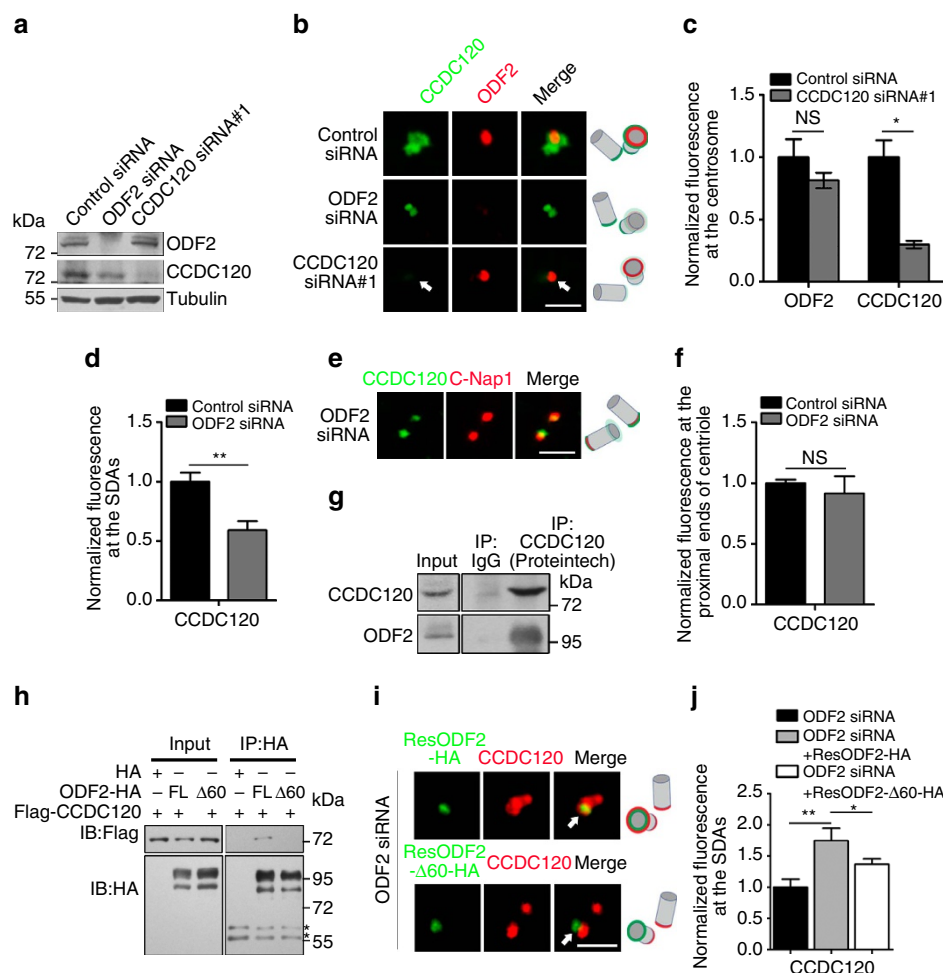 a
Control siRNA
ODF2 siRNA
CCDC120 siRNA#1
kDa
72
ODF2
72
CCDC120
55
Tubulin
b
CCDC120
ODF2
Merge
Control
siRNA
ODF2
siRNA
CCDC120
siRNA#1
c
Control siRNA
CCDC120 siRNA#1
Normalized fluorescence
at the centrosome
1.5
1.0
0.5
0.0
NS
*
ODF2 CCDC120
d
Control siRNA
ODF2 siRNA
Normalized fluorescence
at the SDAs
1.5
1.0
0.5
0.0
**
CCDC120
e
CCDC120 C-Nap1 Merge
ODF2
siRNA
f
Control siRNA
ODF2 siRNA
Normalized fluorescence at the
proximal ends of centriole
1.5
1.0
0.5
0.0
NS
CCDC120
g
Input
IP:
IgG
IP:
CCDC120
(Proteintech)
kDa
CCDC120
72
ODF2
95
h
Input IP:HA
HA + − − + − −
ODF2-HA − FL Δ60 − FL Δ60
Flag-CCDC120 + + + + + +
kDa
IB:Flag
72
IB:HA
95
72
*
*
55
i
ODF2 siRNA
ResODF2
-HA
CCDC120 Merge
ResODF2
-Δ60-HA
CCDC120 Merge
j
ODF2 siRNA
ODF2 siRNA
+ResODF2-HA
ODF2 siRNA
+ResODF2-Δ60-HA
Normalized fluorescence
at the SDAs
2.5
2.0
1.5
1.0
0.5
0.0
**
*
CCDC120